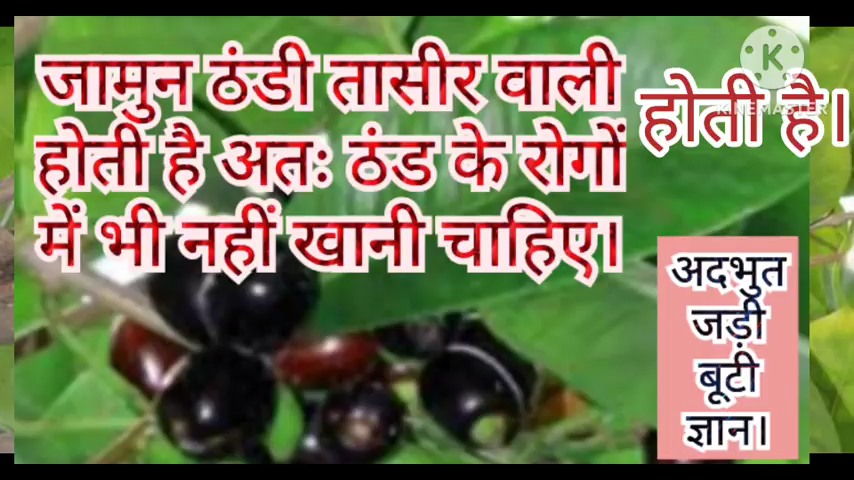 जामुन ठंडी तासीर वाली
होती है अतः ठंड के रोगों
में भी नहीं खानी चाहिए।
होती है।
KINEMASTER
अदभुत
जड़ी
बूटी
ज्ञान।